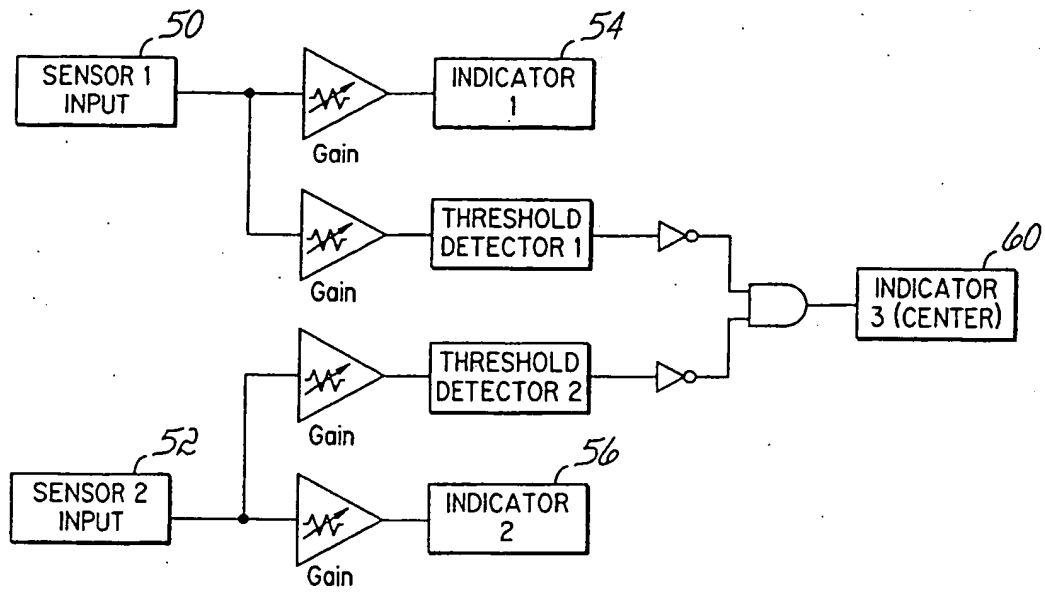 50
SENSOR 1
INPUT
Gain
54
INDICATOR
1
Gain
THRESHOLD
DETECTOR 1
60
INDICATOR
3 (CENTER)
Gain
THRESHOLD
DETECTOR 2
52
SENSOR 2
INPUT
Gain
56
INDICATOR
2